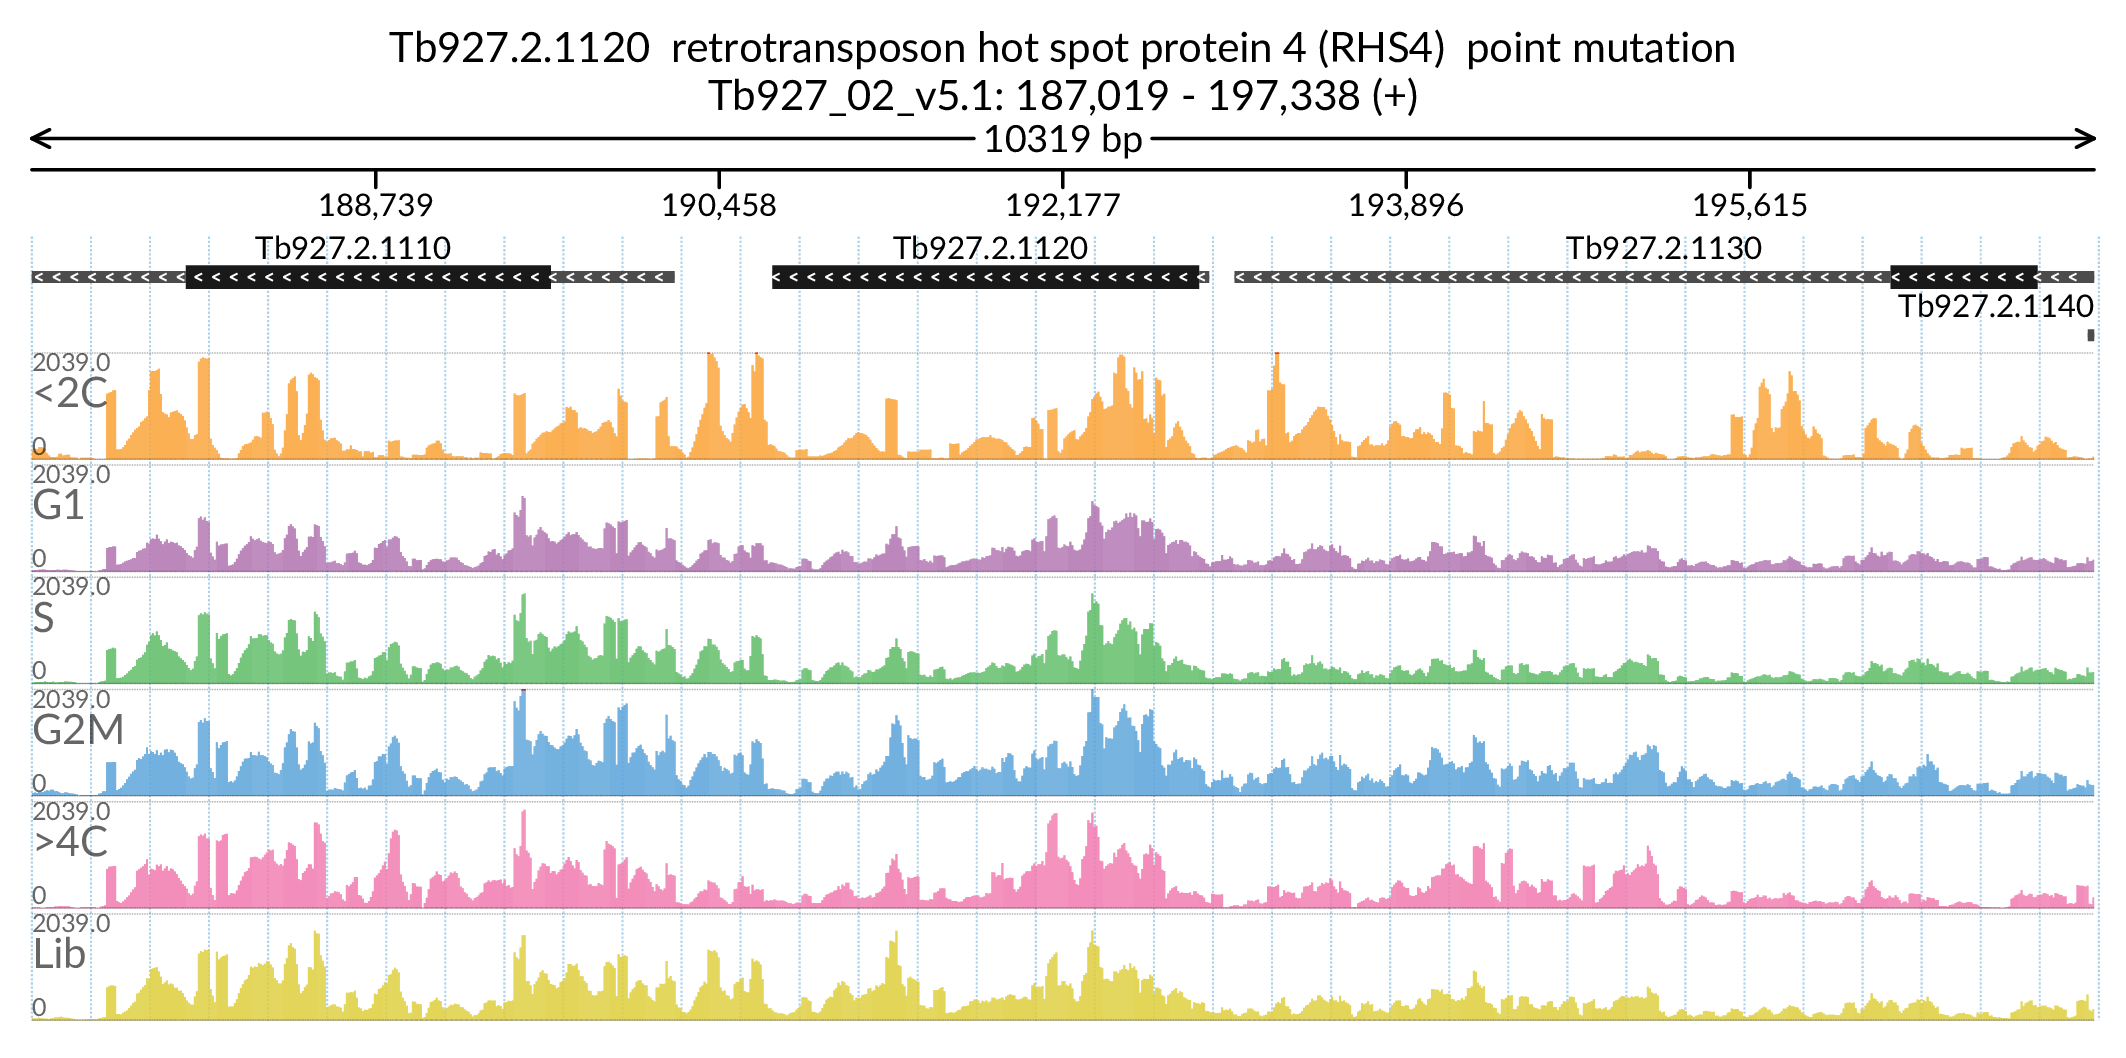 Tb927.2.1120  retrotransposon hot spot protein 4 (RHS4)  point mutation
Tb927_02_v5.1: 187,019 - 197,338 (+)
10319 bp
188,739 190,458 192,177 193,896 195,615
Tb927.2.1110 Tb927.2.1120 Tb927.2.1130
Tb927.2.1140
2039.0
<2C
0
2039.0
G1
0
2039.0
S
0
2039.0
G2M
0
2039.0
>4C
0
2039.0
Lib
0